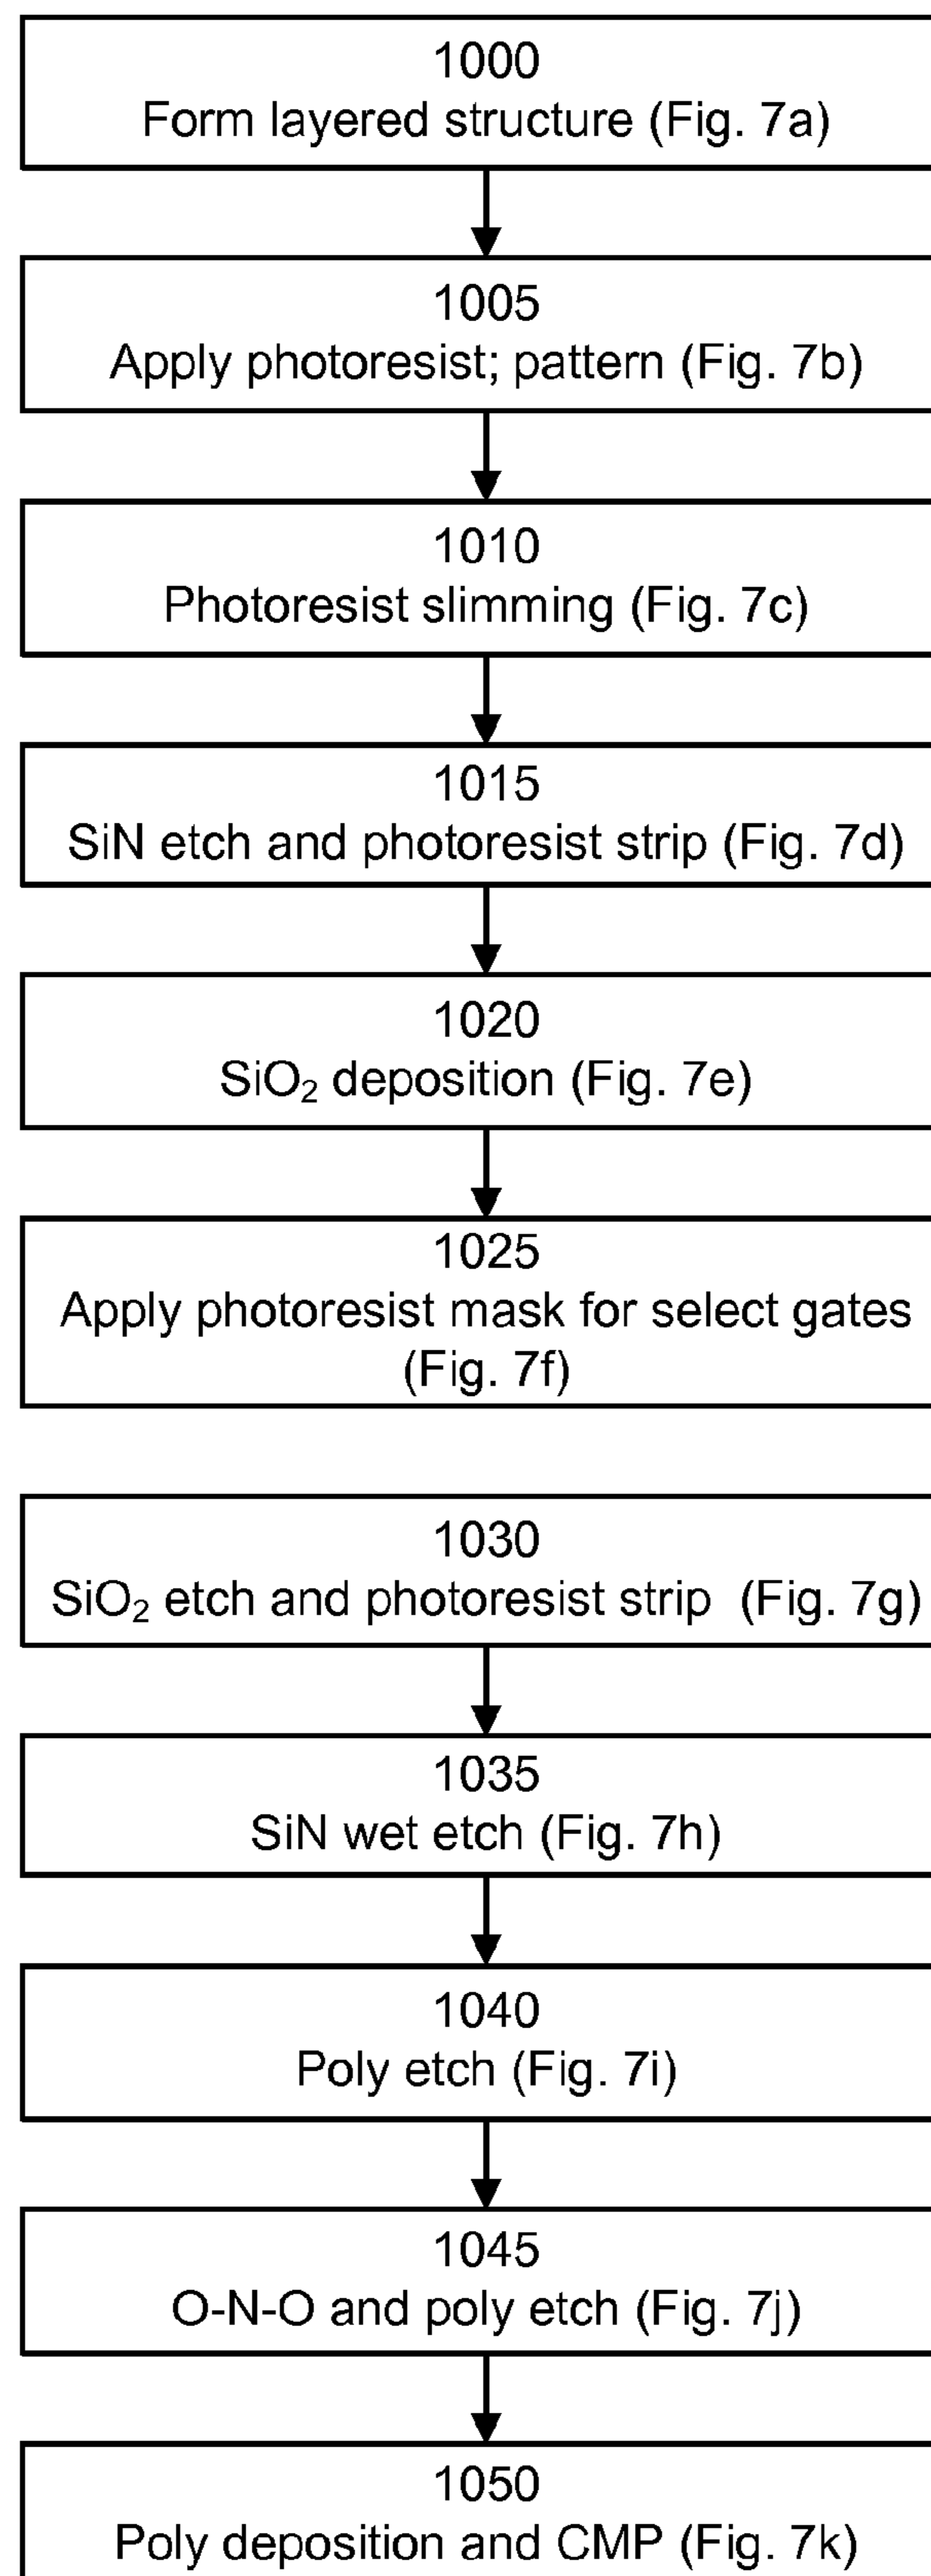 1000
Form layered structure (Fig. 7a)
1005
Apply photoresist; pattern (Fig. 7b)
1010
Photoresist slimming (Fig. 7c)
1015
SiN etch and photoresist strip (Fig. 7d)
1020
SiO₂ deposition (Fig. 7e)
1025
Apply photoresist mask for select gates
(Fig. 7f)
1030
SiO₂ etch and photoresist strip (Fig. 7g)
1035
SiN wet etch (Fig. 7h)
1040
Poly etch (Fig. 7i)
1045
O-N-O and poly etch (Fig. 7j)
1050
Poly deposition and CMP (Fig. 7k)